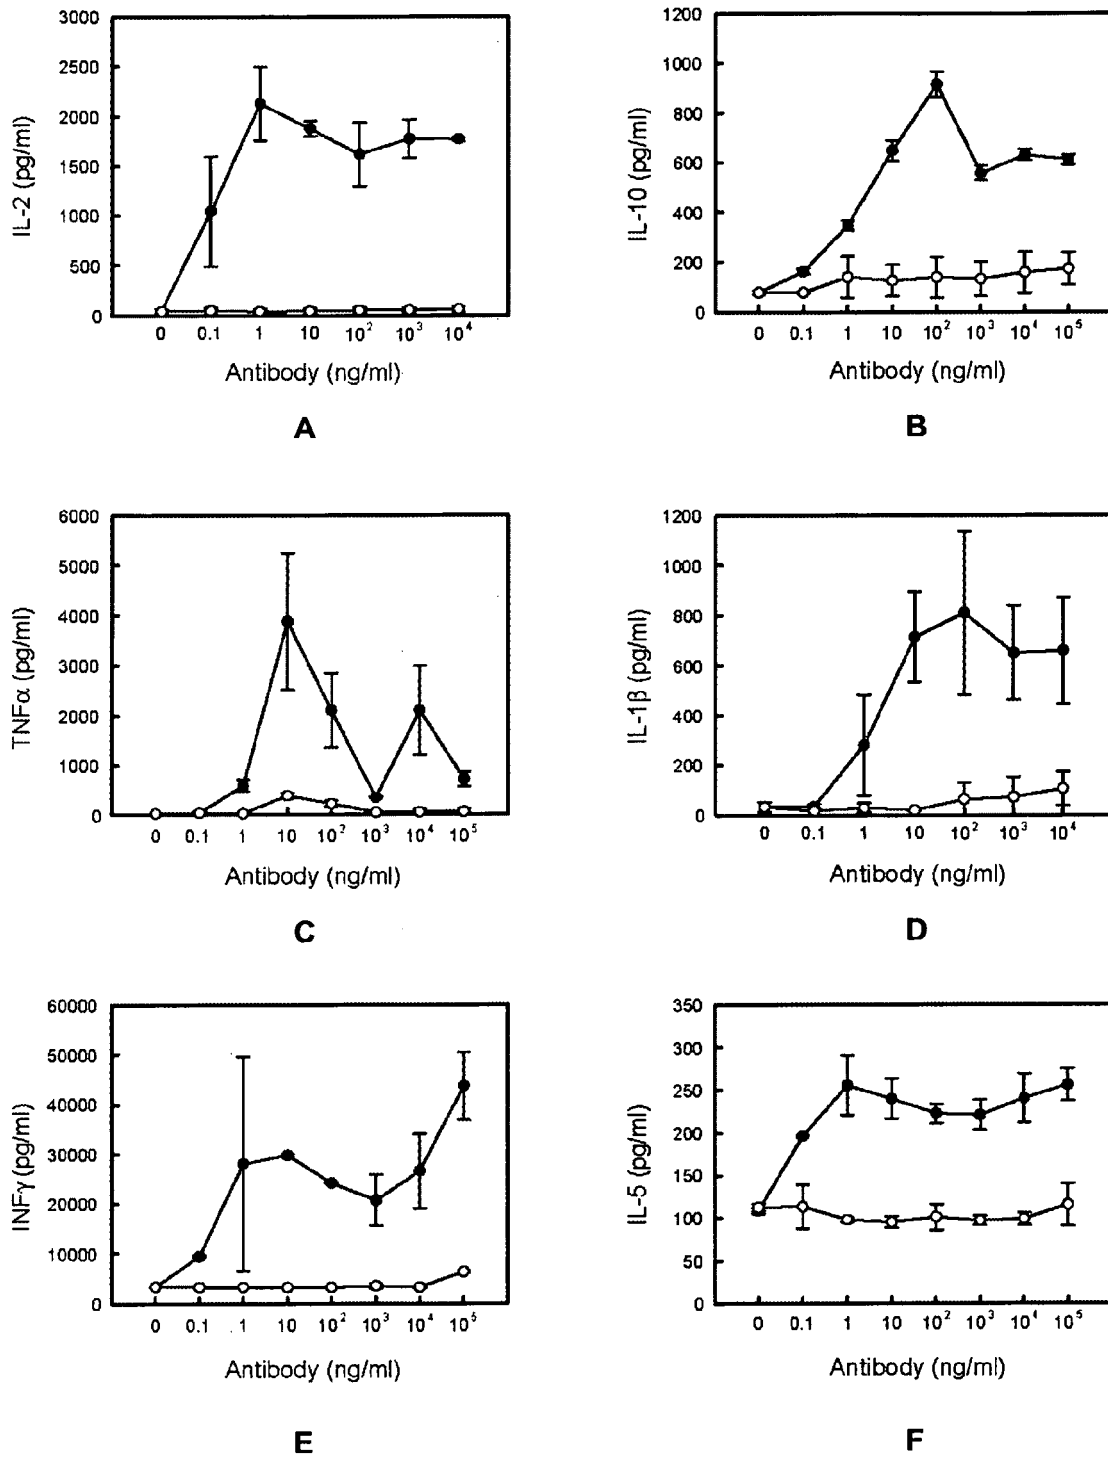 3000
2500
2000
1500
1000
500
0
IL-2 (pg/ml)
0 0.1 1 10 10² 10³ 10⁴
Antibody (ng/ml)
A
1200
1000
800
600
400
200
0
IL-10 (pg/ml)
0 0.1 1 10 10² 10³ 10⁴ 10⁵
Antibody (ng/ml)
B
6000
5000
4000
3000
2000
1000
0
TNFα (pg/ml)
0 0.1 1 10 10² 10³ 10⁴ 10⁵
Antibody (ng/ml)
C
1200
1000
800
600
400
200
0
IL-1β (pg/ml)
0 0.1 1 10 10² 10³ 10⁴
Antibody (ng/ml)
D
60000
50000
40000
30000
20000
10000
0
INFγ (pg/ml)
0 0.1 1 10 10² 10³ 10⁴ 10⁵
Antibody (ng/ml)
E
350
300
250
200
150
100
50
0
IL-5 (pg/ml)
0 0.1 1 10 10² 10³ 10⁴ 10⁵
Antibody (ng/ml)
F